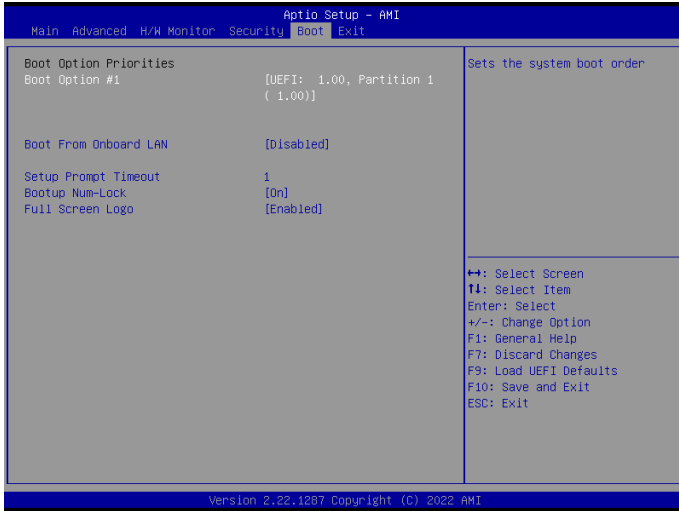 Aptio Setup – AMI
Main Advanced H/W Monitor Security Boot Exit
Boot Option Priorities
Boot Option #1 [UEFI: 1.00, Partition 1
( 1.00)]
Boot From Onboard LAN [Disabled]
Setup Prompt Timeout 1
Bootup Num-Lock [On]
Full Screen Logo [Enabled]
Sets the system boot order
↔: Select Screen
↑↓: Select Item
Enter: Select
+/-: Change Option
F1: General Help
F7: Discard Changes
F9: Load UEFI Defaults
F10: Save and Exit
ESC: Exit
Version 2.22.1287 Copyright (C) 2022 AMI